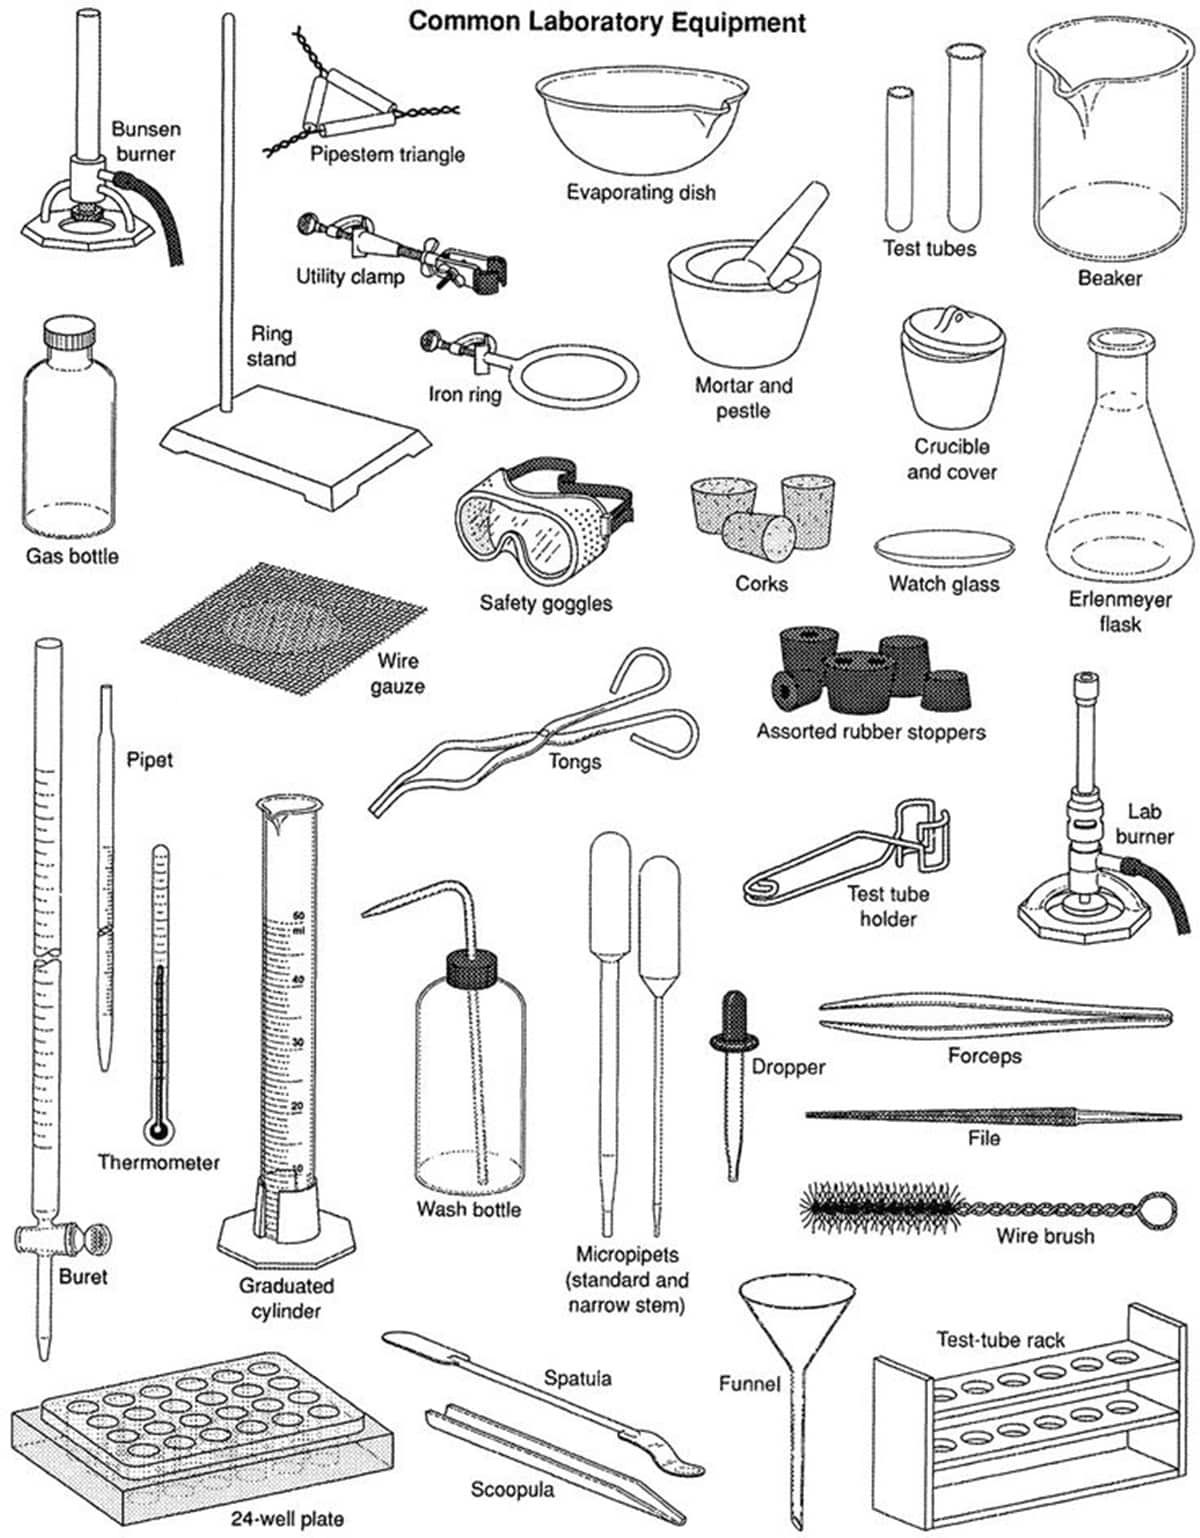 Common Laboratory Equipment
Bunsen
burner
Pipestem triangle
Evaporating dish
Test tubes
Beaker
Utility clamp
Ring
stand
Iron ring
Mortar and
pestle
Crucible
and cover
Gas bottle
Safety goggles
Corks
Watch glass
Erlenmeyer
flask
Wire
gauze
Pipet
Tongs
Assorted rubber stoppers
Lab
burner
Test tube
holder
50
ml
40
30
20
10
Thermometer
Buret
Graduated
cylinder
Wash bottle
Micropipets
(standard and
narrow stem)
Dropper
Forceps
File
Wire brush
24-well plate
Spatula
Scoopula
Funnel
Test-tube rack